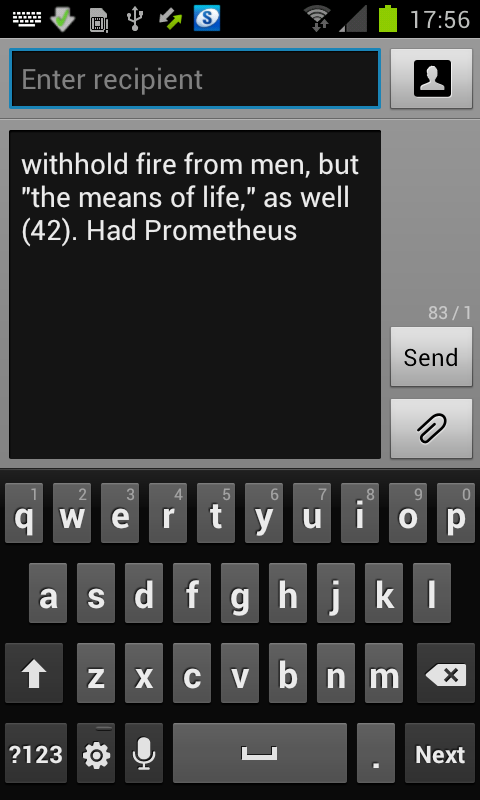 17:56
Enter recipient
withhold fire from men, but
"the means of life," as well
(42). Had Prometheus
83 / 1
Send
1 2 3 4 5 6 7 8 9 0
q w e r t y u i o p
a s d f g h j k l
z x c v b n m
?123 . Next